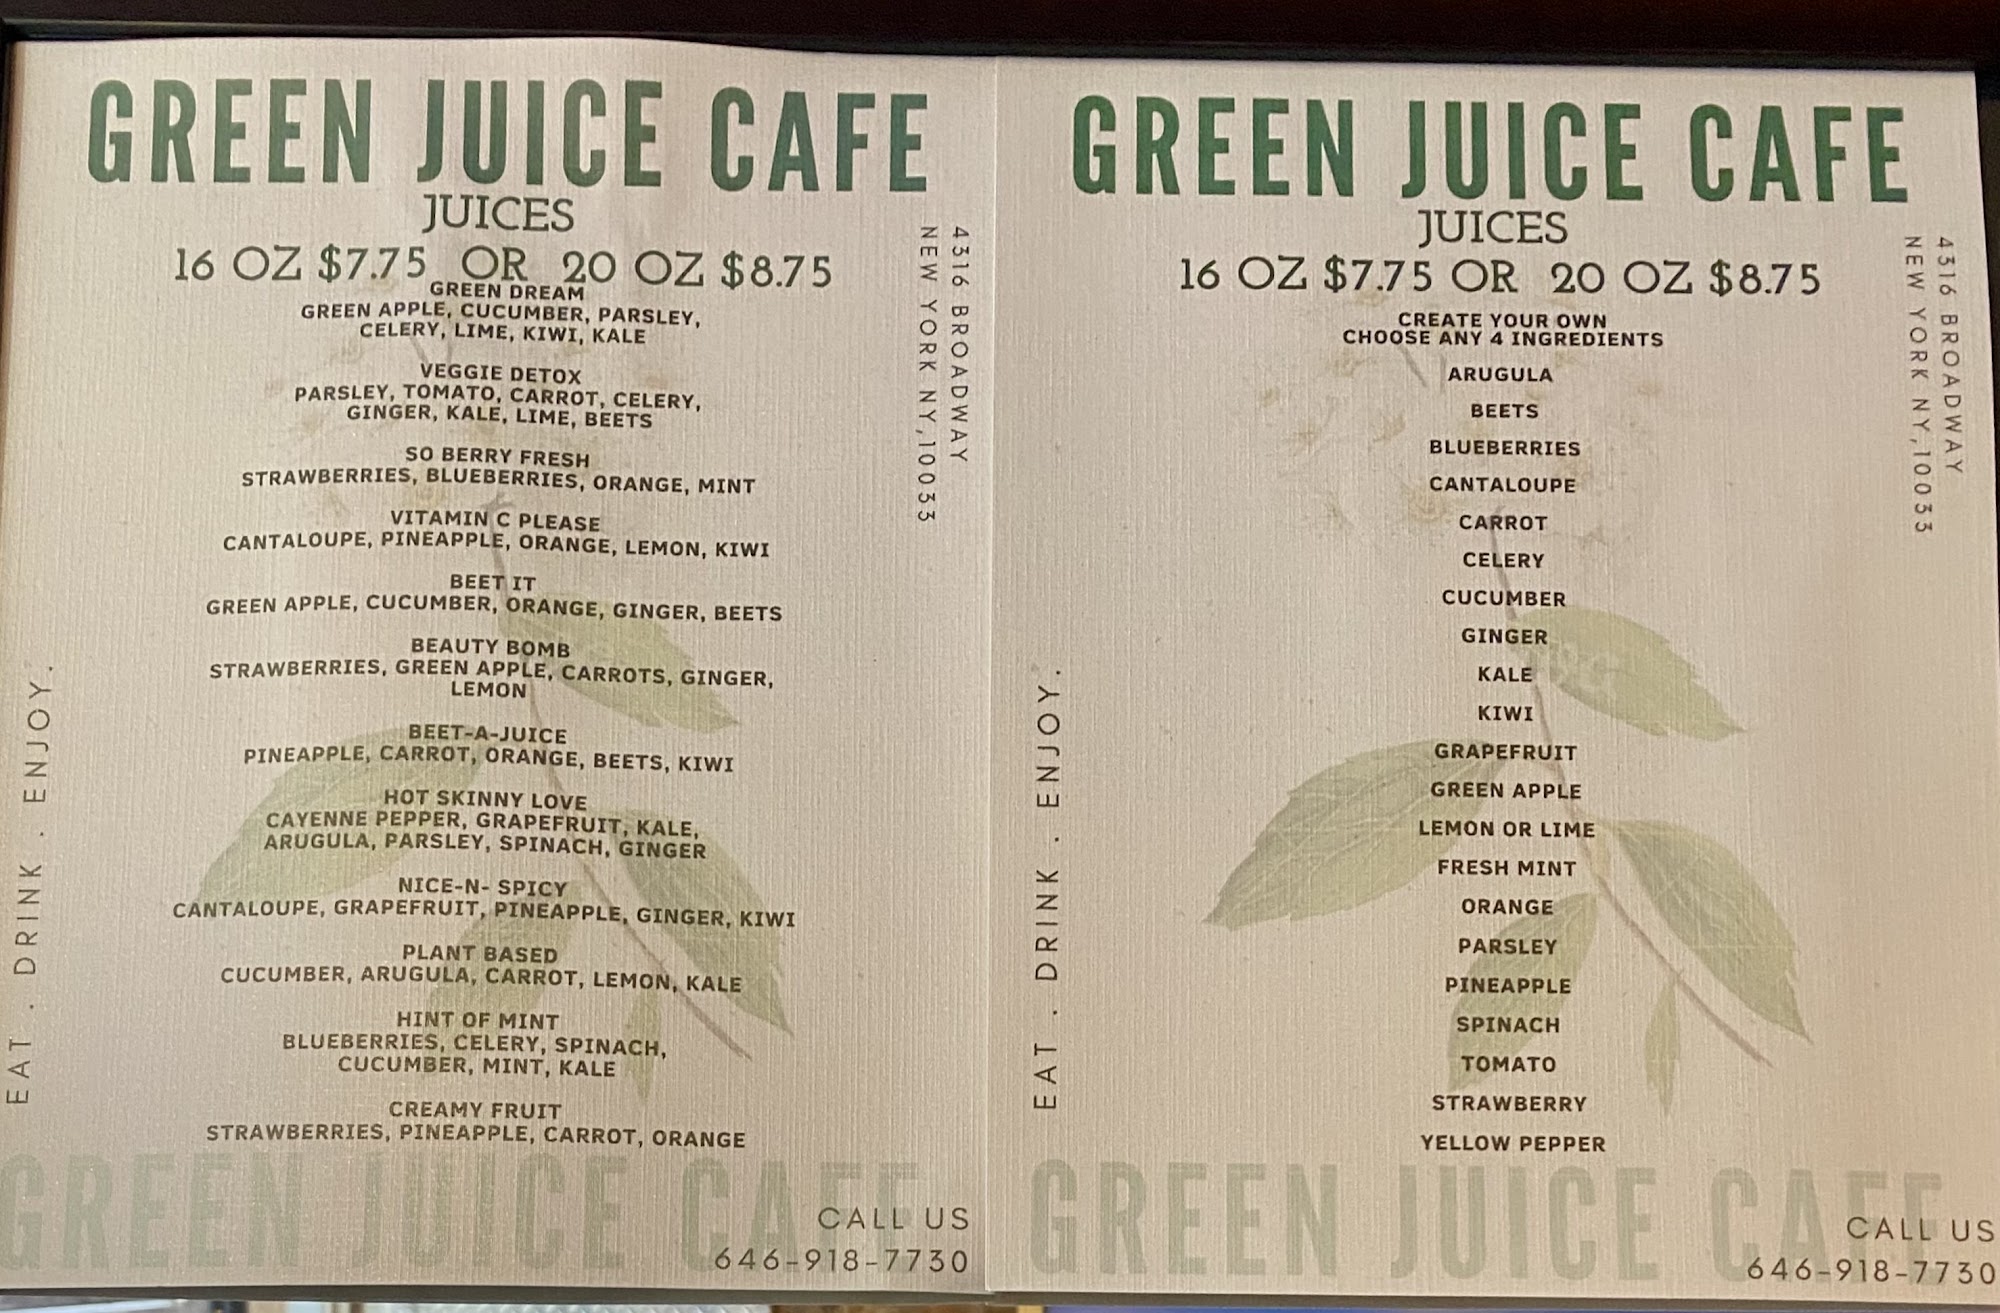 GREEN JUICE CAFE
JUICES
16 OZ $7.75 OR 20 OZ $8.75
GREEN DREAM
GREEN APPLE, CUCUMBER, PARSLEY,
CELERY, LIME, KIWI, KALE
VEGGIE DETOX
PARSLEY, TOMATO, CARROT, CELERY,
GINGER, KALE, LIME, BEETS
SO BERRY FRESH
STRAWBERRIES, BLUEBERRIES, ORANGE, MINT
VITAMIN C PLEASE
CANTALOUPE, PINEAPPLE, ORANGE, LEMON, KIWI
BEET IT
GREEN APPLE, CUCUMBER, ORANGE, GINGER, BEETS
BEAUTY BOMB
STRAWBERRIES, GREEN APPLE, CARROTS, GINGER,
LEMON
BEET-A-JUICE
PINEAPPLE, CARROT, ORANGE, BEETS, KIWI
HOT SKINNY LOVE
CAYENNE PEPPER, GRAPEFRUIT, KALE,
ARUGULA, PARSLEY, SPINACH, GINGER
NICE-N- SPICY
CANTALOUPE, GRAPEFRUIT, PINEAPPLE, GINGER, KIWI
PLANT BASED
CUCUMBER, ARUGULA, CARROT, LEMON, KALE
HINT OF MINT
BLUEBERRIES, CELERY, SPINACH,
CUCUMBER, MINT, KALE
CREAMY FRUIT
STRAWBERRIES, PINEAPPLE, CARROT, ORANGE
4316 BROADWAY
NEW YORK NY,10033
EAT . DRINK . ENJOY.
GREEN JUICE CAFE
CALL US
646-918-7730
GREEN JUICE CAFE
JUICES
16 OZ $7.75 OR 20 OZ $8.75
CREATE YOUR OWN
CHOOSE ANY 4 INGREDIENTS
ARUGULA
BEETS
BLUEBERRIES
CANTALOUPE
CARROT
CELERY
CUCUMBER
GINGER
KALE
KIWI
GRAPEFRUIT
GREEN APPLE
LEMON OR LIME
FRESH MINT
ORANGE
PARSLEY
PINEAPPLE
SPINACH
TOMATO
STRAWBERRY
YELLOW PEPPER
4316 BROADWAY
NEW YORK NY,10033
EAT . DRINK . ENJOY.
GREEN JUICE CAFE
CALL US
646-918-7730